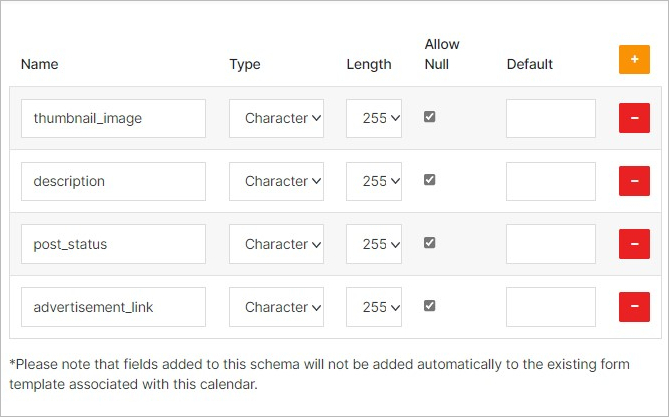 Name Type Length Allow Null Default +
thumbnail_image Character 255 −
description Character 255 −
post_status Character 255 −
advertisement_link Character 255 −
*Please note that fields added to this schema will not be added automatically to the existing form
template associated with this calendar.